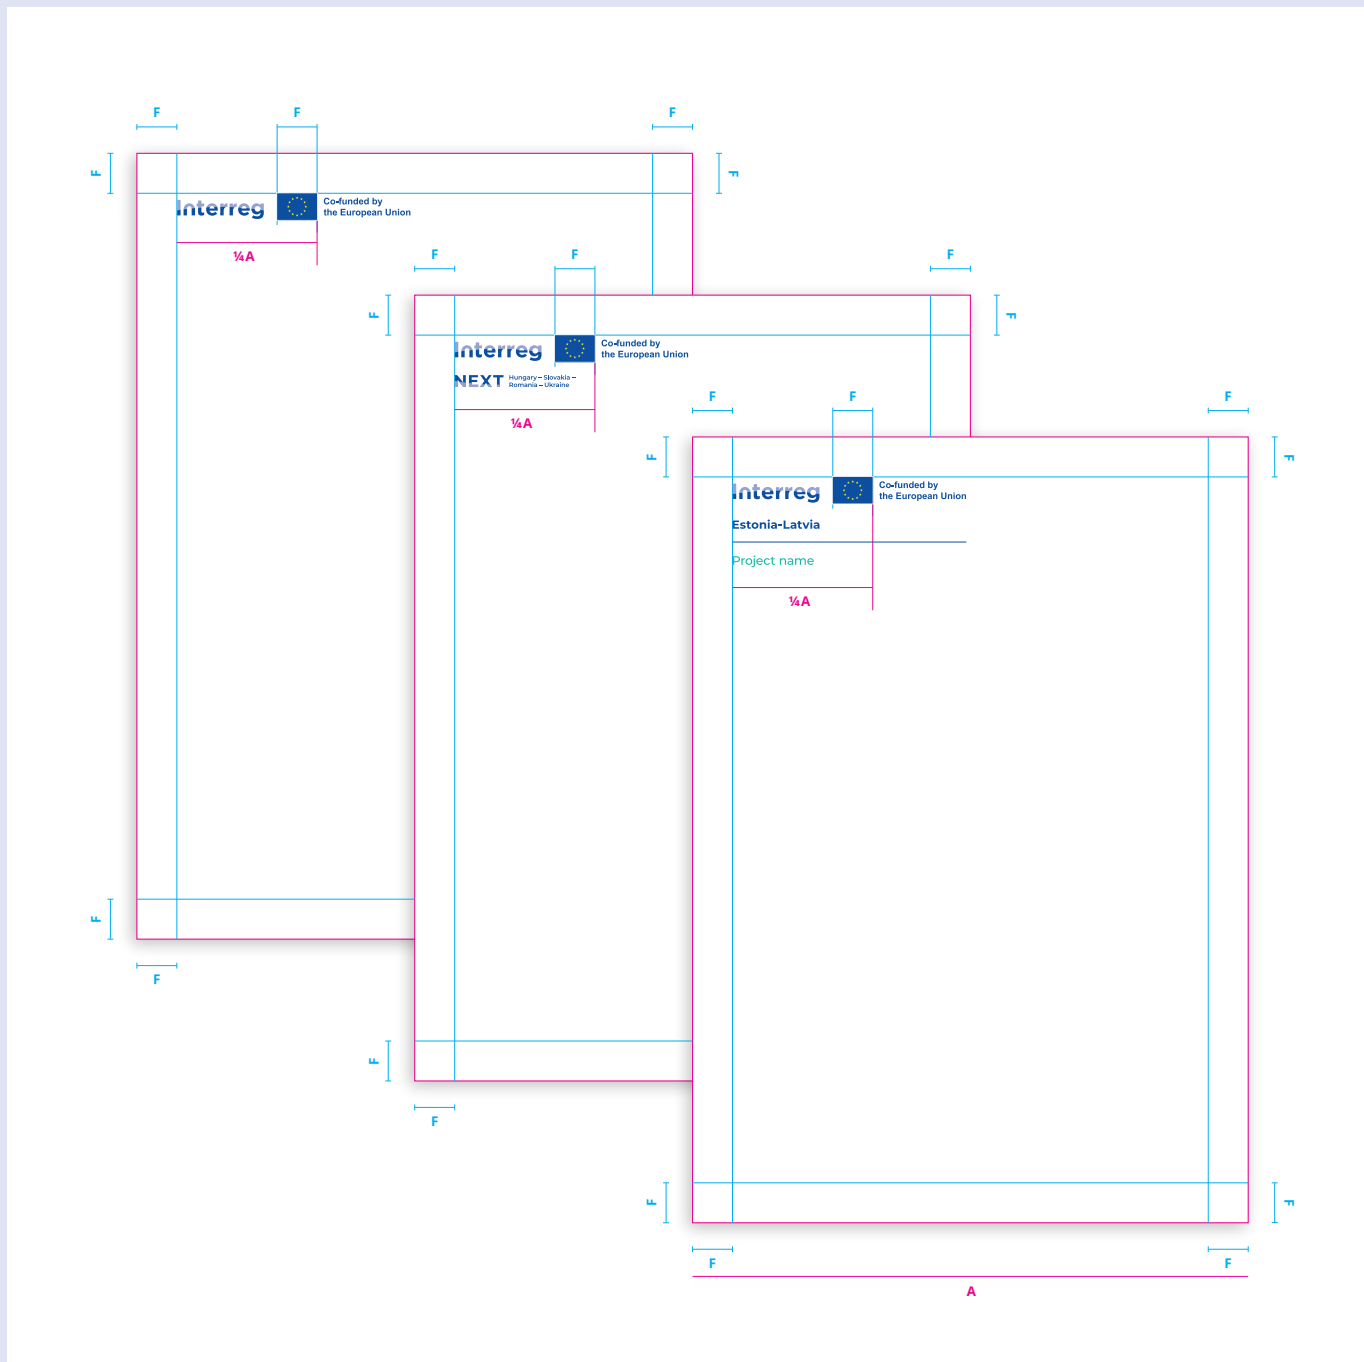 F
F
F
F
F
Interreg
Co-funded by
the European Union
¼A
F
F
F
F
F
Interreg
Co-funded by
the European Union
NEXT
Hungary – Slovakia –
Romania – Ukraine
¼A
F
F
F
F
F
Interreg
Co-funded by
the European Union
Estonia-Latvia
Project name
¼A
F
F
F
F
F
F
F
F
A